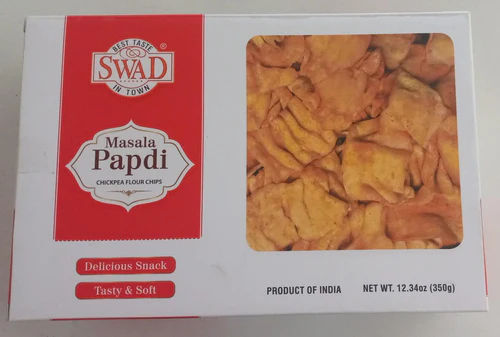 BEST TASTE
SWAD
IN TOWN
Masala
Papdi
CHICKPEA FLOUR CHIPS
Delicious Snack
Tasty & Soft
PRODUCT OF INDIA
NET WT. 12.34oz (350g)